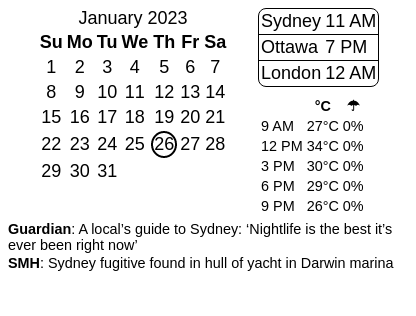 January 2023
Su Mo Tu We Th Fr Sa
1 2 3 4 5 6 7
8 9 10 11 12 13 14
15 16 17 18 19 20 21
22 23 24 25 26 27 28
29 30 31
Sydney 11 AM
Ottawa 7 PM
London 12 AM
°C ☂
9 AM 27°C 0%
12 PM 34°C 0%
3 PM 30°C 0%
6 PM 29°C 0%
9 PM 26°C 0%
Guardian: A local’s guide to Sydney: ‘Nightlife is the best it’s
ever been right now’
SMH: Sydney fugitive found in hull of yacht in Darwin marina